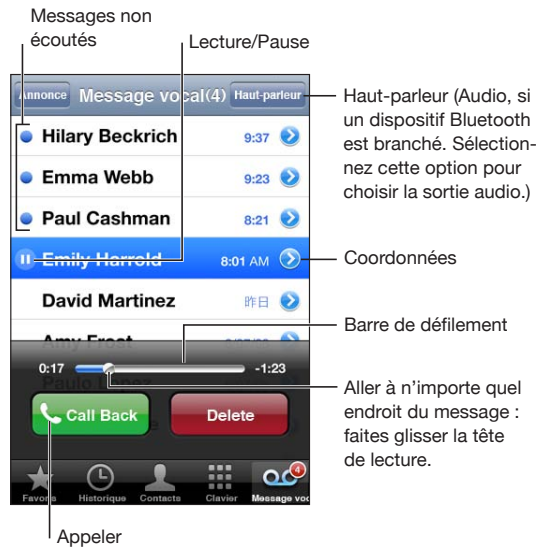 Messages non
écoutés
Lecture/Pause
Annonce Message vocal(4) Haut-parleur
Haut-parleur (Audio, si
un dispositif Bluetooth
est branché. Sélection-
nez cette option pour
choisir la sortie audio.)
Hilary Beckrich 9:37
Emma Webb 9:23
Paul Cashman 8:21
Emily Harrold 8:01 AM
Coordonnées
David Martinez 昨日
Barre de défilement
Amy Frost
0:17 -1:23
Paulo Lopez
Aller à n'importe quel
endroit du message :
faites glisser la tête
de lecture.
Call Back Delete
4
Favoris Historique Contacts Clavier Message voc
Appeler